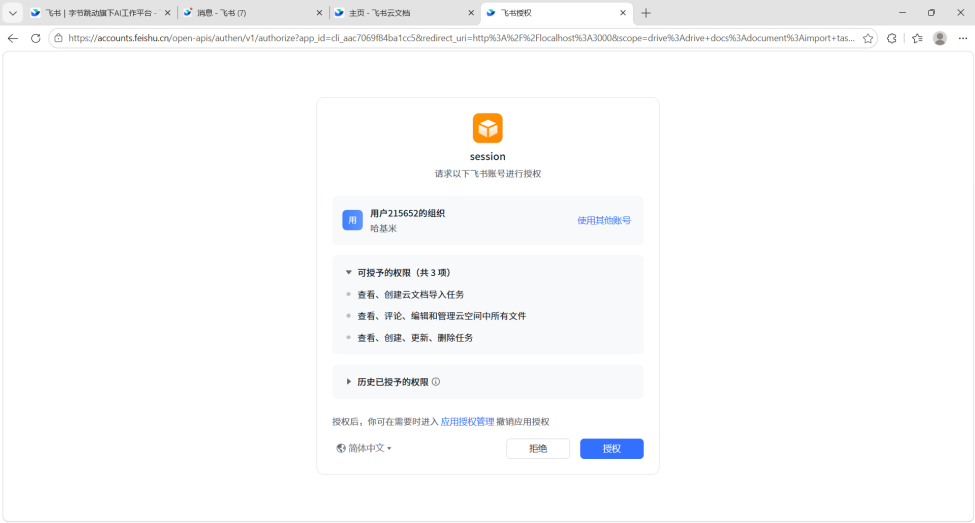 飞书 | 字节跳动旗下AI工作平台 -
消息 - 飞书 (7)
主页 - 飞书云文档
飞书授权
https://accounts.feishu.cn/open-apis/authen/v1/authorize?app_id=cli_aac7069f84ba1cc5&redirect_uri=http%3A%2F%2Flocalhost%3A3000&scope=drive%3Adrive+docs%3Adocument%3Aimport+tas...
session
请求以下飞书账号进行授权
用
用户215652的组织
哈基米
使用其他账号
可授予的权限（共 3 项）
查看、创建云文档导入任务
查看、评论、编辑和管理云空间中所有文件
查看、创建、更新、删除任务
历史已授予的权限
授权后，你可在需要时进入 应用授权管理 撤销应用授权
简体中文
拒绝
授权